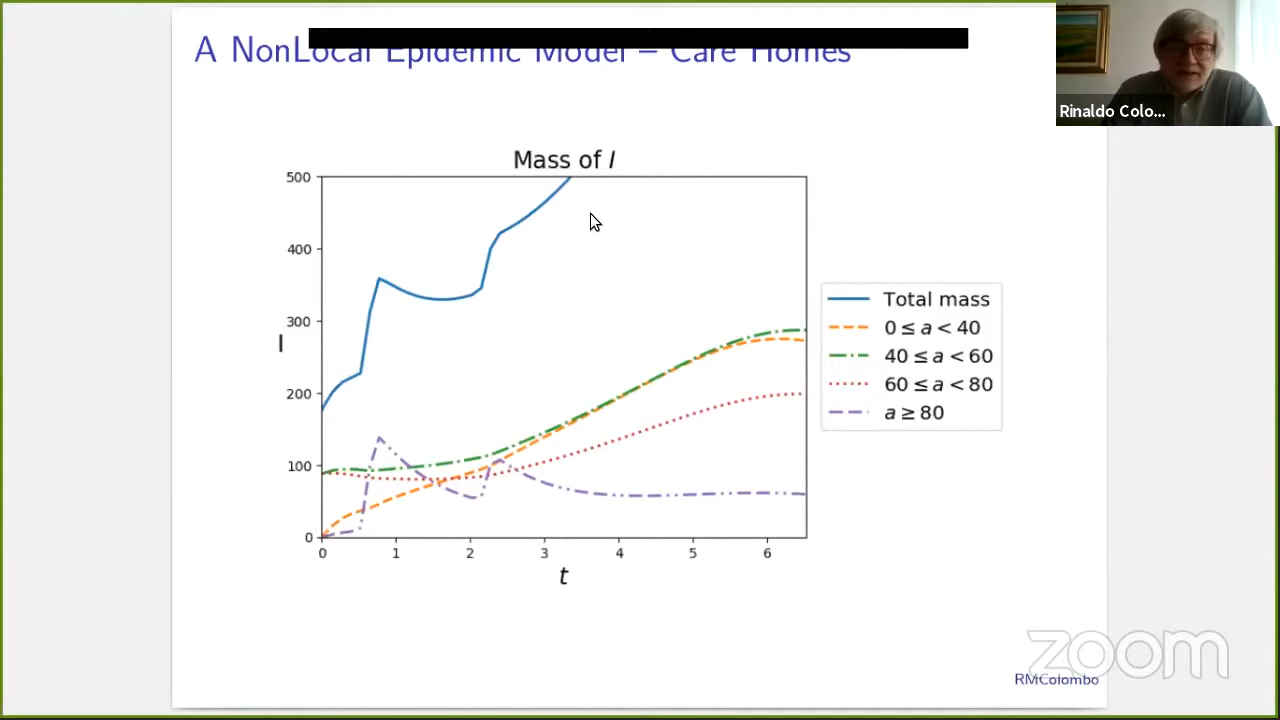 A NonLocal Epidemic Model – Care Homes
Rinaldo Colo...
Mass of I
500
400
300
200
100
0
I
0 1 2 3 4 5 6
t
Total mass
0 ≤ a < 40
40 ≤ a < 60
60 ≤ a < 80
a ≥ 80
zoom
RMColombo